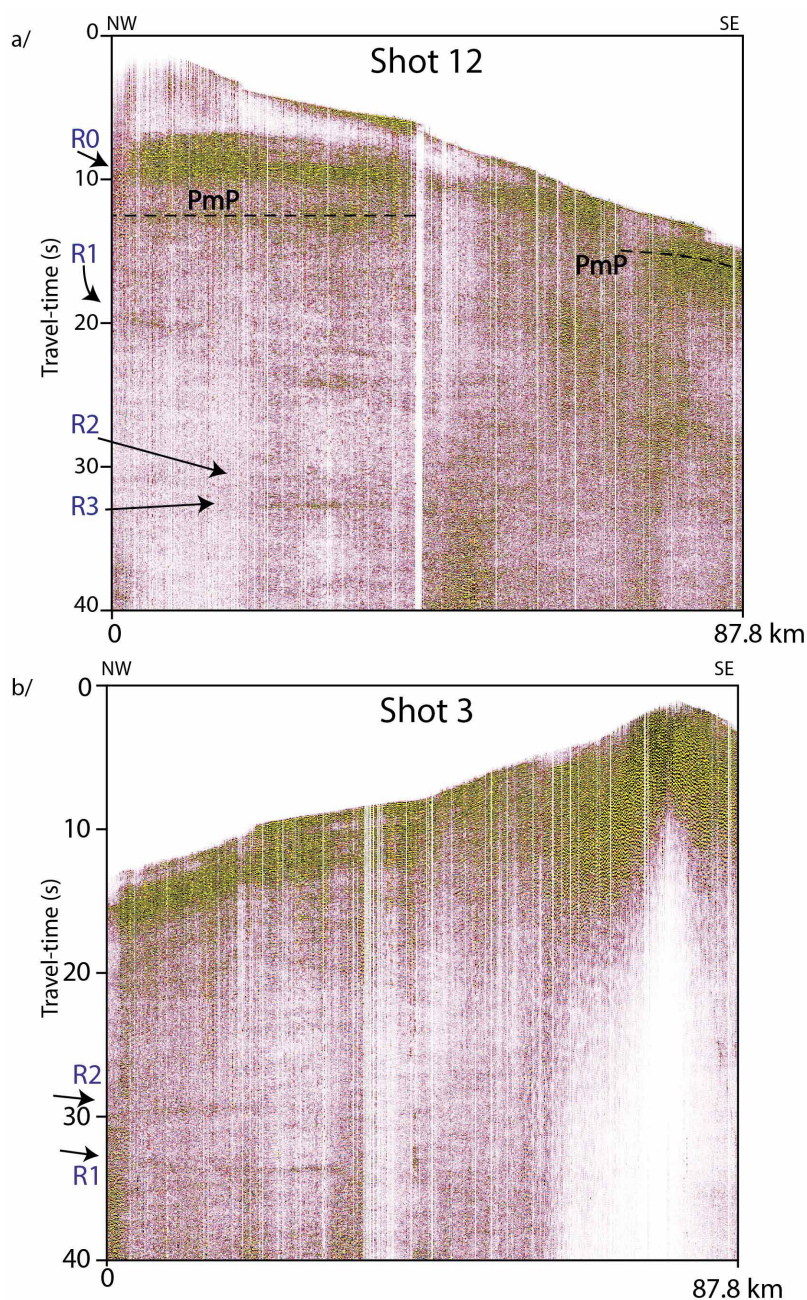 a/
NW
SE
Shot 12
0
R0
10
PmP
R1
PmP
Travel-time (s)
20
R2
30
R3
40
0
87.8 km
b/
NW
SE
0
Shot 3
10
Travel-time (s)
20
R2
30
R1
40
0
87.8 km